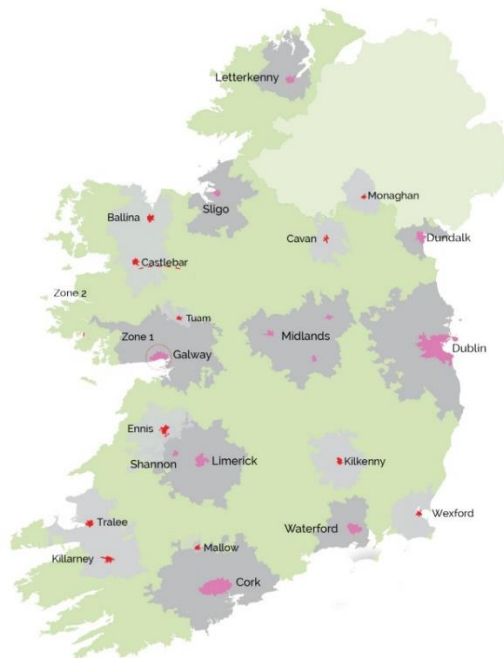 Letterkenny
Monaghan
Sligo
Ballina
Cavan
Dundalk
Castlebar
Zone 2
Tuam
Zone 1
Midlands
Dublin
Galway
Ennis
Shannon
Limerick
Kilkenny
Wexford
Tralee
Waterford
Mallow
Killarney
Cork